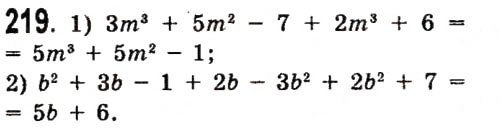 219. 1) 3m³ + 5m² − 7 + 2m³ + 6 =
= 5m³ + 5m² − 1;
2) b² + 3b − 1 + 2b − 3b² + 2b² + 7 =
= 5b + 6.